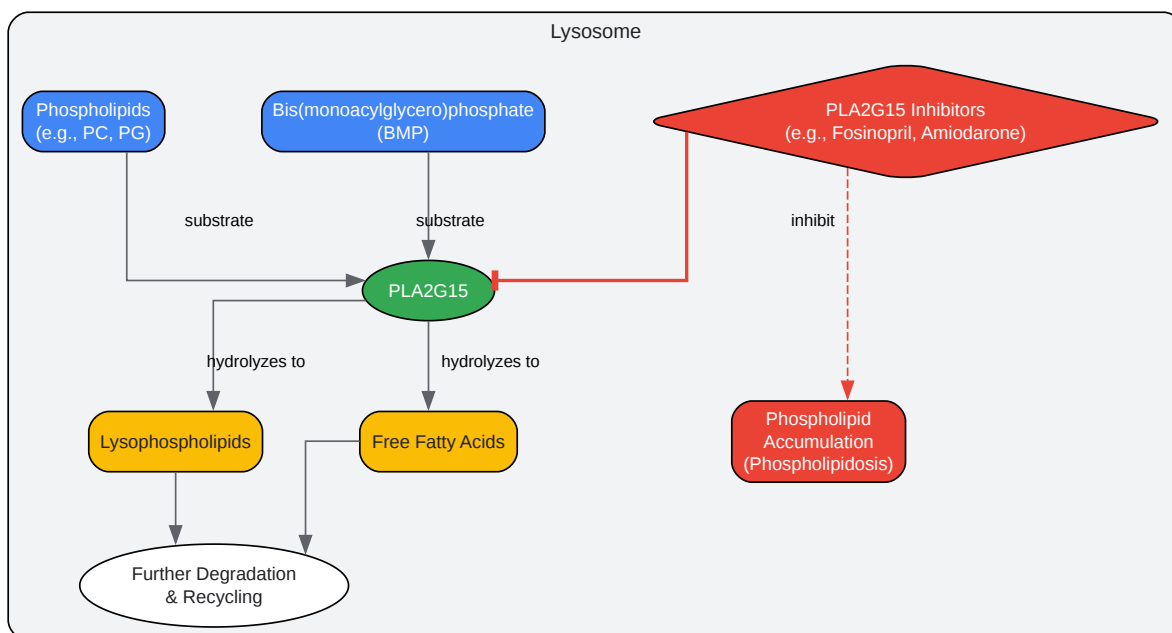 Lysosome
Phospholipids
(e.g., PC, PG)
Bis(monoacylglycero)phosphate
(BMP)
PLA2G15 Inhibitors
(e.g., Fosinopril, Amiodarone)
substrate
substrate
inhibit
PLA2G15
hydrolyzes to
hydrolyzes to
Lysophospholipids
Free Fatty Acids
Phospholipid
Accumulation
(Phospholipidosis)
Further Degradation
& Recycling